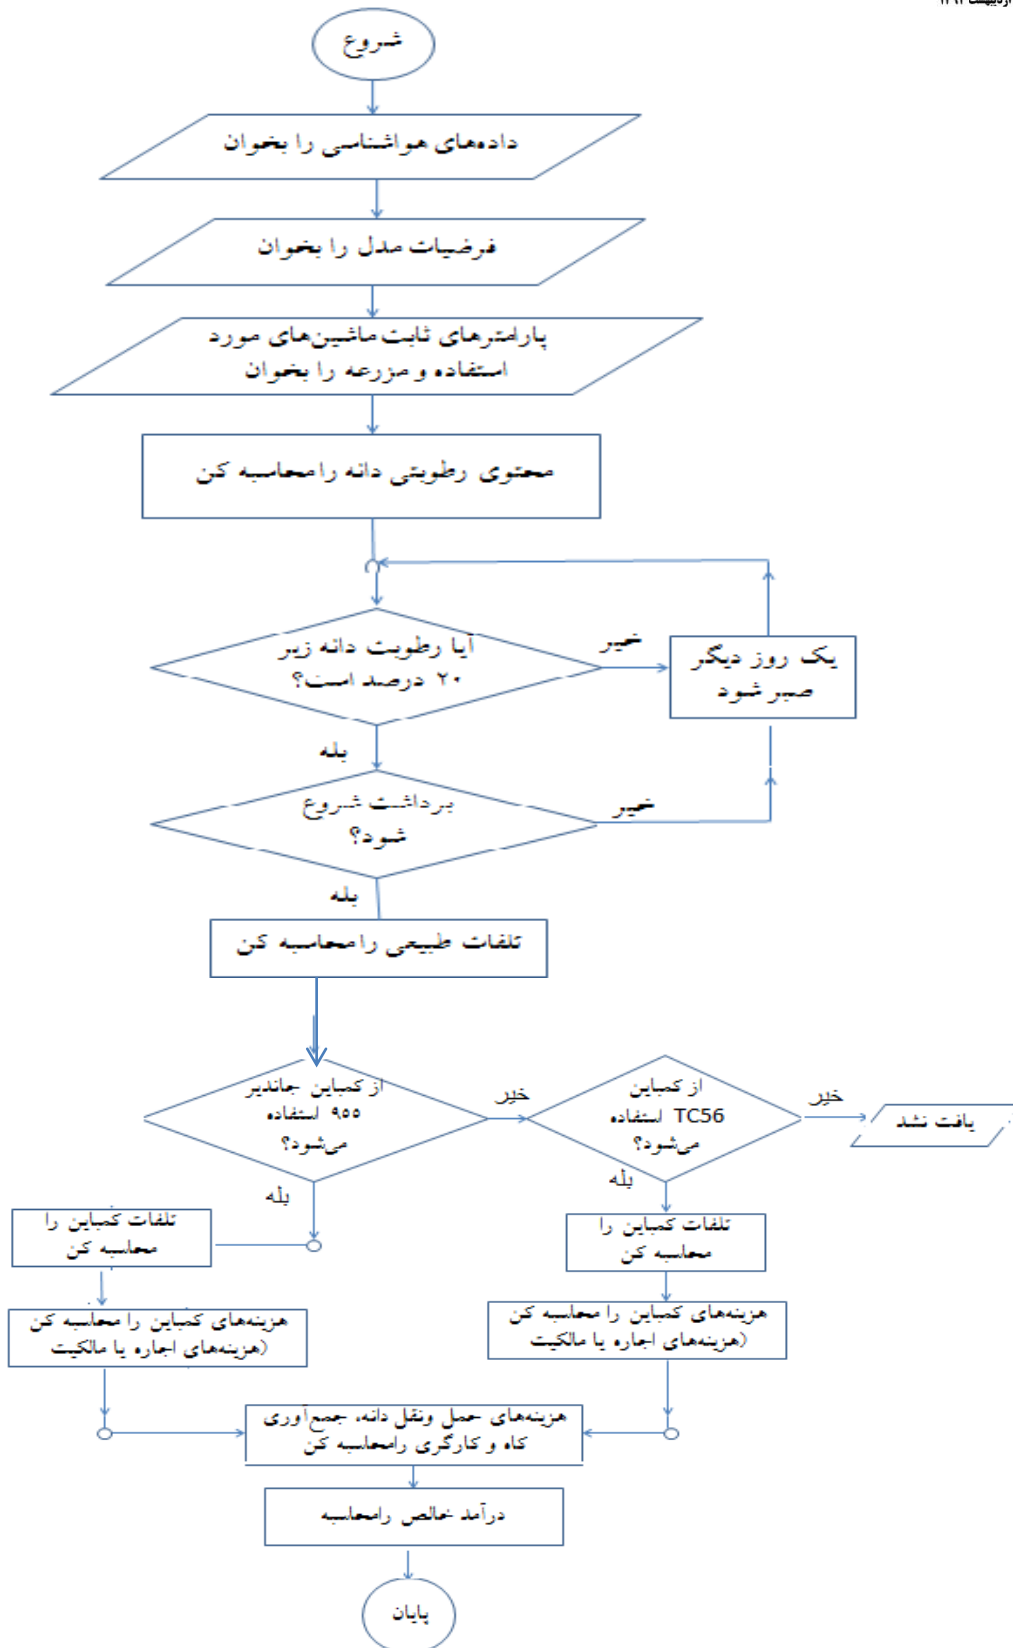 شروع
داده‌های هواشناسی را بخوان
فرضیات مدل را بخوان
پارامترهای ثابت ماشین‌های مورد
استفاده و مزرعه را بخوان
محتوی رطوبتی دانه را محاسبه کن
آیا رطوبت دانه زیر
۲۰ درصد است؟
خیر
یک روز دیگر
صبر شود
بله
برداشت شروع
شود؟
خیر
بله
تلفات طبیعی را محاسبه کن
از کمباین جاندیر
۹۵۵ استفاده
می‌شود؟
خیر
از کمباین
TC56 استفاده
می‌شود؟
خیر
یافت نشد
بله
بله
تلفات کمباین را
محاسبه کن
تلفات کمباین را
محاسبه کن
هزینه‌های کمباین را محاسبه کن
(هزینه‌های اجاره یا مالکیت
هزینه‌های کمباین را محاسبه کن
(هزینه‌های اجاره یا مالکیت
هزینه‌های حمل ونقل دانه، جمع‌آوری
کاه و کارگری رامحاسبه کن
درآمد خالص رامحاسبه
پایان